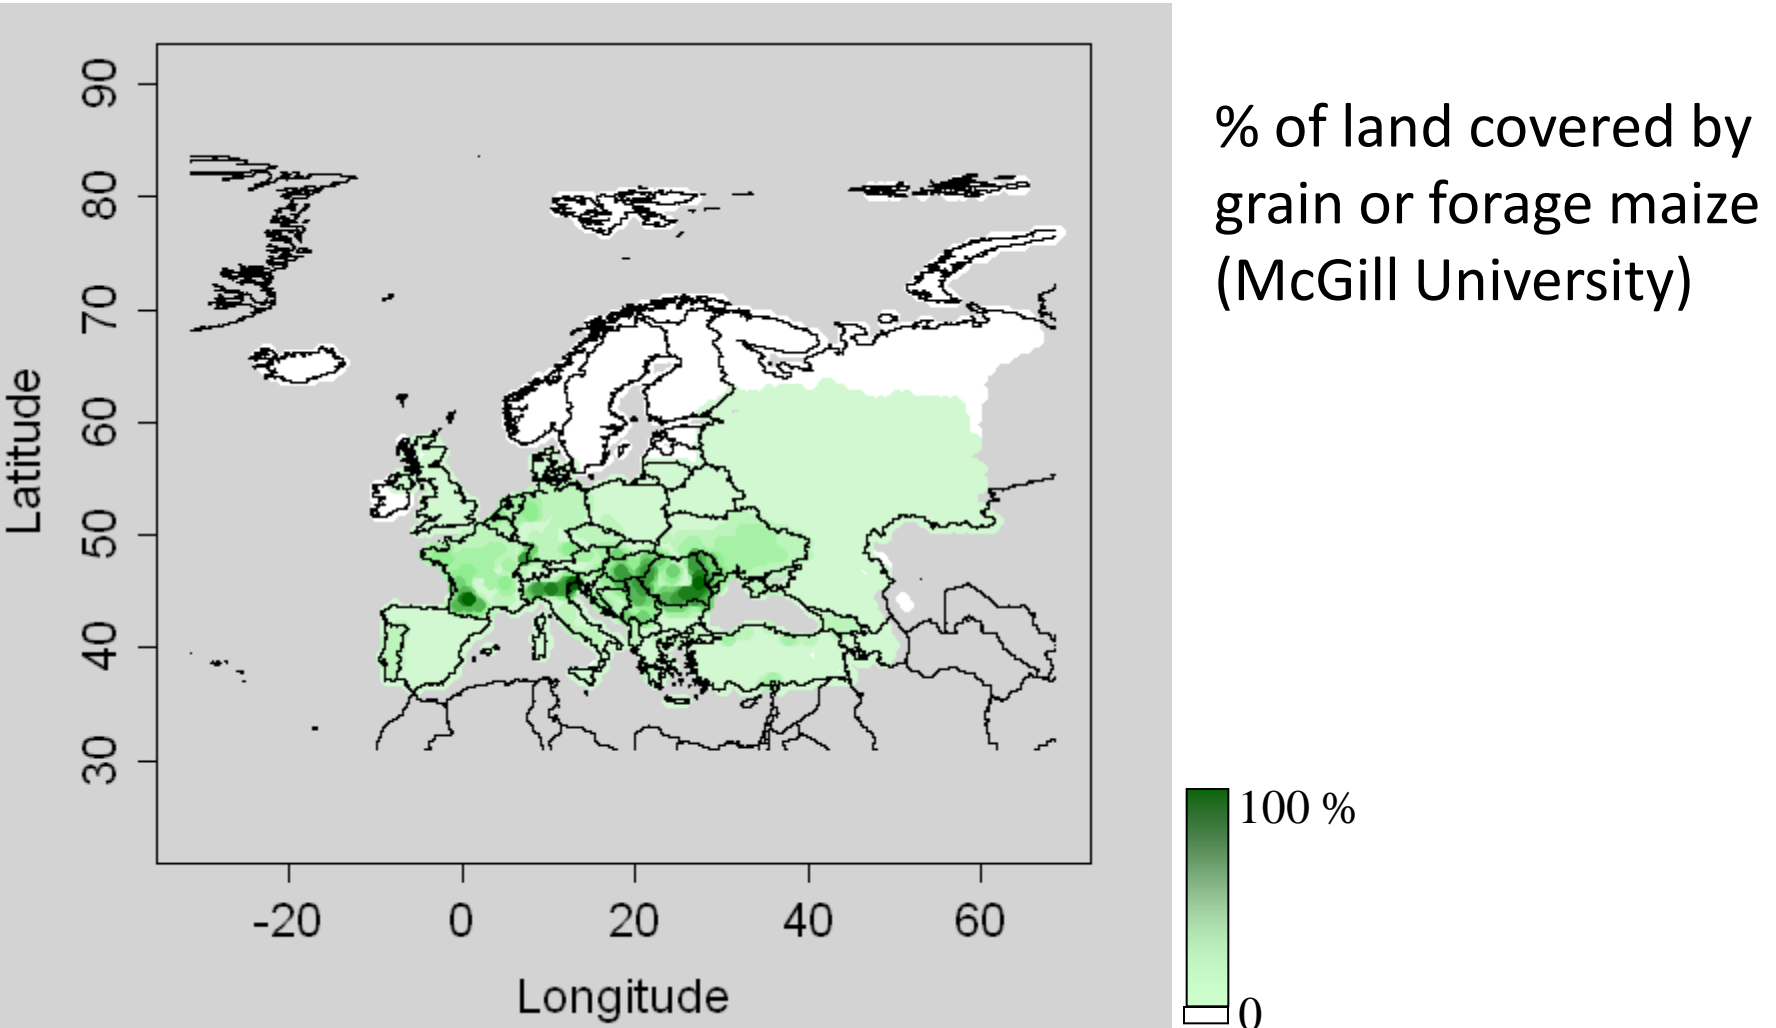 % of land covered by
grain or forage maize
(McGill University)
Latitude
90
80
70
60
50
40
30
-20 0 20 40 60
Longitude
100 %
0